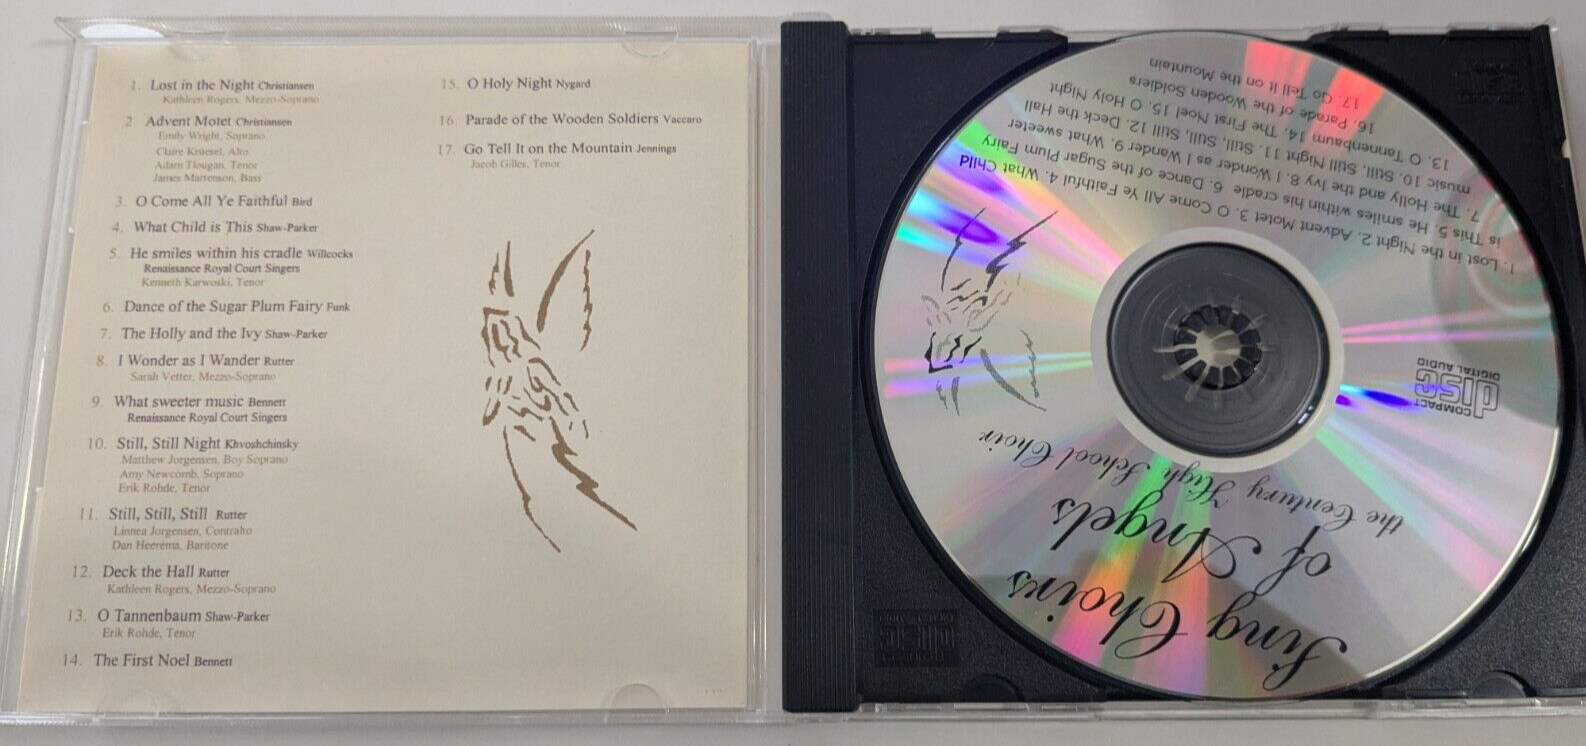 1. Lost in the Night Christiansen
Kathleen Rogers, Mezzo-Soprano
2. Advent Motet Christiansen
Emily Wright, Soprano
Claire Kruesel, Alto
Adam Tlougan, Tenor
James Martenson, Bass
3. O Come All Ye Faithful Bird
4. What Child is This Shaw-Parker
5. He smiles within his cradle Willcocks
Renaissance Royal Court Singers
Kenneth Karwoski, Tenor
6. Dance of the Sugar Plum Fairy Funk
7. The Holly and the Ivy Shaw-Parker
8. I Wonder as I Wander Rutter
Sarah Vetter, Mezzo-Soprano
9. What sweeter music Bennett
Renaissance Royal Court Singers
10. Still, Still Night Khvoshchinsky
Matthew Jorgensen, Boy Soprano
Amy Newcomb, Soprano
Erik Rohde, Tenor
11. Still, Still, Still Rutter
Linnea Jorgensen, Contralto
Dan Heerema, Baritone
12. Deck the Hall Rutter
Kathleen Rogers, Mezzo-Soprano
13. O Tannenbaum Shaw-Parker
Erik Rohde, Tenor
14. The First Noel Bennett
15. O Holy Night Nygard
16. Parade of the Wooden Soldiers Vaccaro
17. Go Tell It on the Mountain Jennings
Jacob Gilles, Tenor
Sing Choirs
of Angels
the Century High School Choir
COMPACT
disc
DIGITAL AUDIO
1. Lost in the Night 2. Advent Motet 3. O Come All Ye Faithful 4. What Child
is This 5. He smiles within his cradle 6. Dance of the Sugar Plum Fairy
7. The Holly and the Ivy 8. I Wonder as I Wander 9. What sweeter
music 10. Still, Still Night 11. Still, Still, Still 12. Deck the Hall
13. O Tannenbaum 14. The First Noel 15. O Holy Night
16. Parade of the Wooden Soldiers
17. Go Tell It on the Mountain
COMPACT
disc
DIGITAL AUDIO